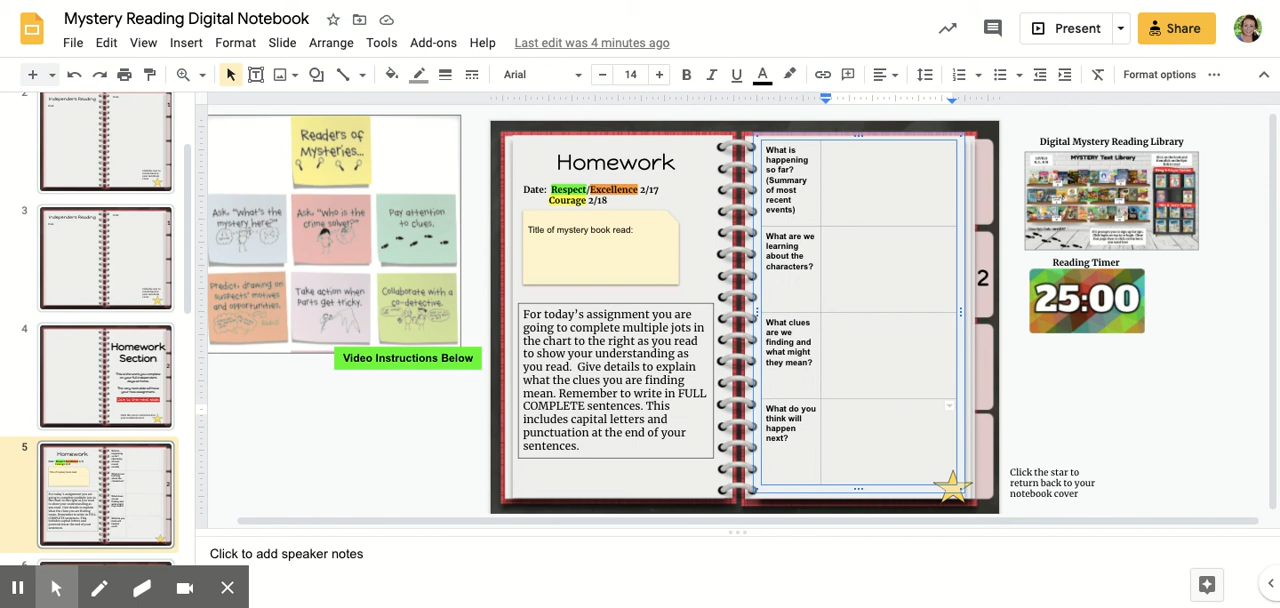 Mystery Reading Digital Notebook
File Edit View Insert Format Slide Arrange Tools Add-ons Help Last edit was 4 minutes ago
Present
Share
Arial
14
B I U A
Format options
2
Independent Reading
3
Independent Reading
4
Homework
Section
5
Homework
Readers of
Mysteries...
Ask, "What's the
mystery here?"
Ask, "Who is the
crime solver?"
Pay attention
to clues.
Predict, drawing on
suspects' motives
and opportunities.
Take action when
parts get tricky.
Collaborate with a
co-detective.
Video Instructions Below
Homework
Date: Respect/Excellence 2/17
Courage 2/18
Title of mystery book read:
For today's assignment you are
going to complete multiple jots in
the chart to the right as you read
to show your understanding as
you read. Give details to explain
what the clues you are finding
mean. Remember to write in FULL
COMPLETE sentences. This
includes capital letters and
punctuation at the end of your
sentences.
What is
happening
so far?
(Summary
of most
recent
events)
What are we
learning
about the
characters?
What clues
are we
finding and
what might
they mean?
What do you
think will
happen
next?
2
Digital Mystery Reading Library
MYSTERY Text Library
Reading Timer
25:00
Click the star to
return back to your
notebook cover
Click to add speaker notes